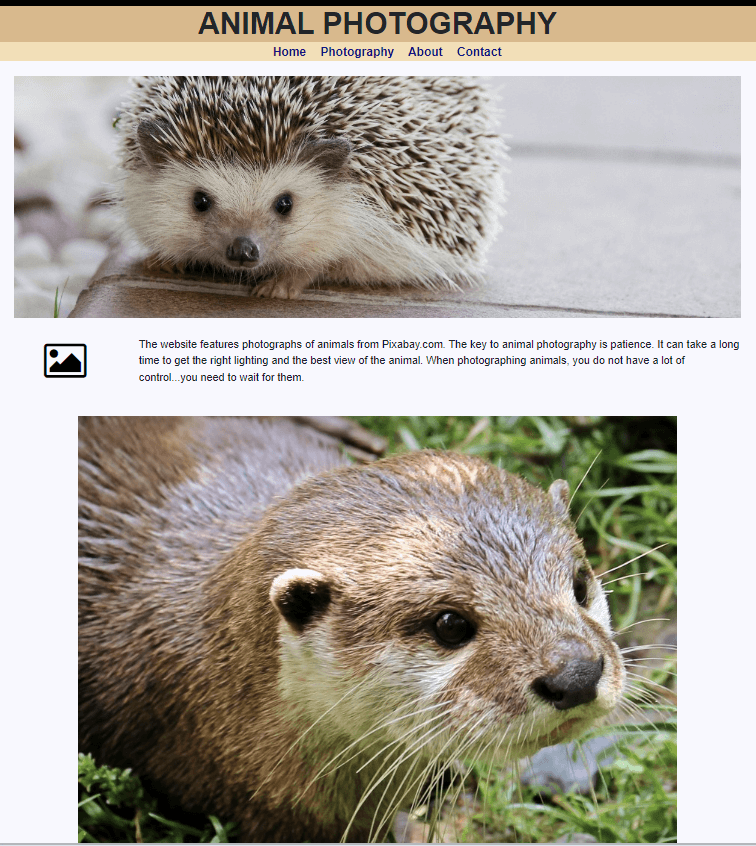 ANIMAL PHOTOGRAPHY
Home Photography About Contact
The website features photographs of animals from Pixabay.com. The key to animal photography is patience. It can take a long
time to get the right lighting and the best view of the animal. When photographing animals, you do not have a lot of
control...you need to wait for them.